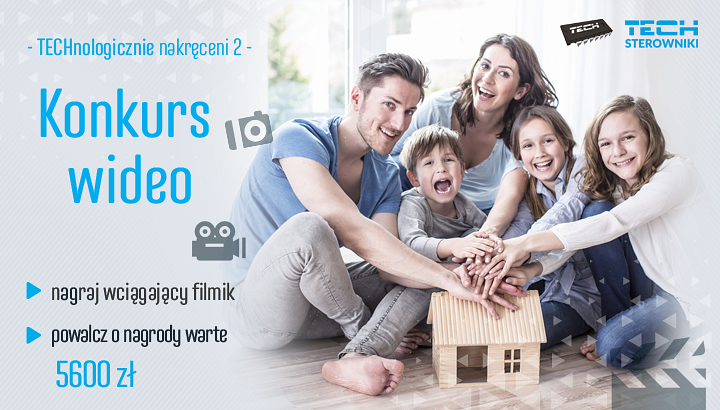 - TECHnologicznie nakręceni 2 -
TECH
TECH
STEROWNIKI
Konkurs
wideo
nagraj wciągający filmik
powalcz o nagrody warte
5600 zł